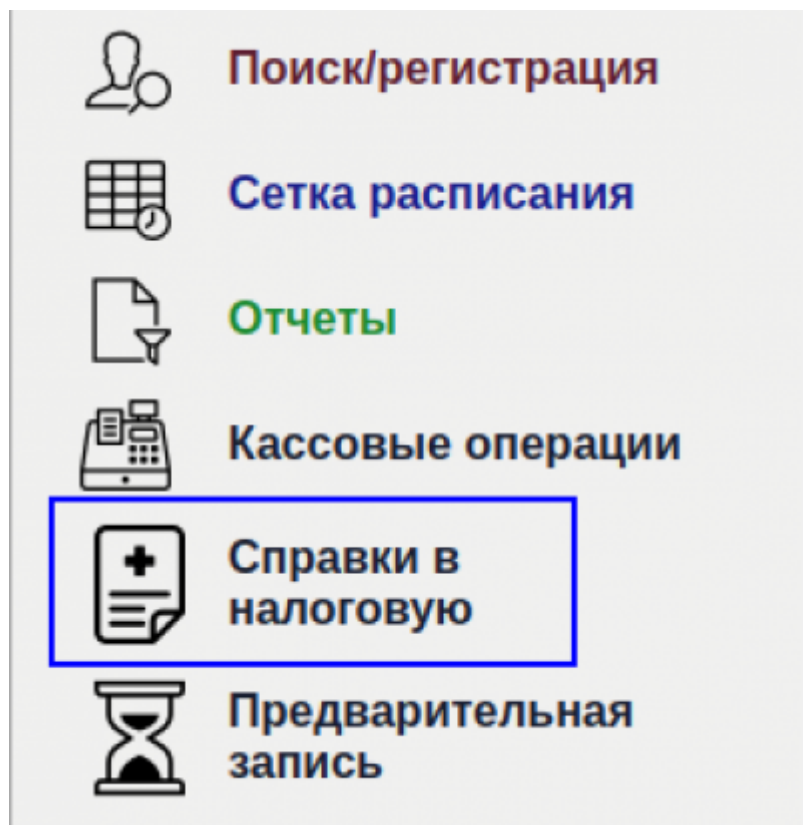 Поиск/регистрация
Сетка расписания
Отчеты
Кассовые операции
Справки в
налоговую
Предварительная
запись